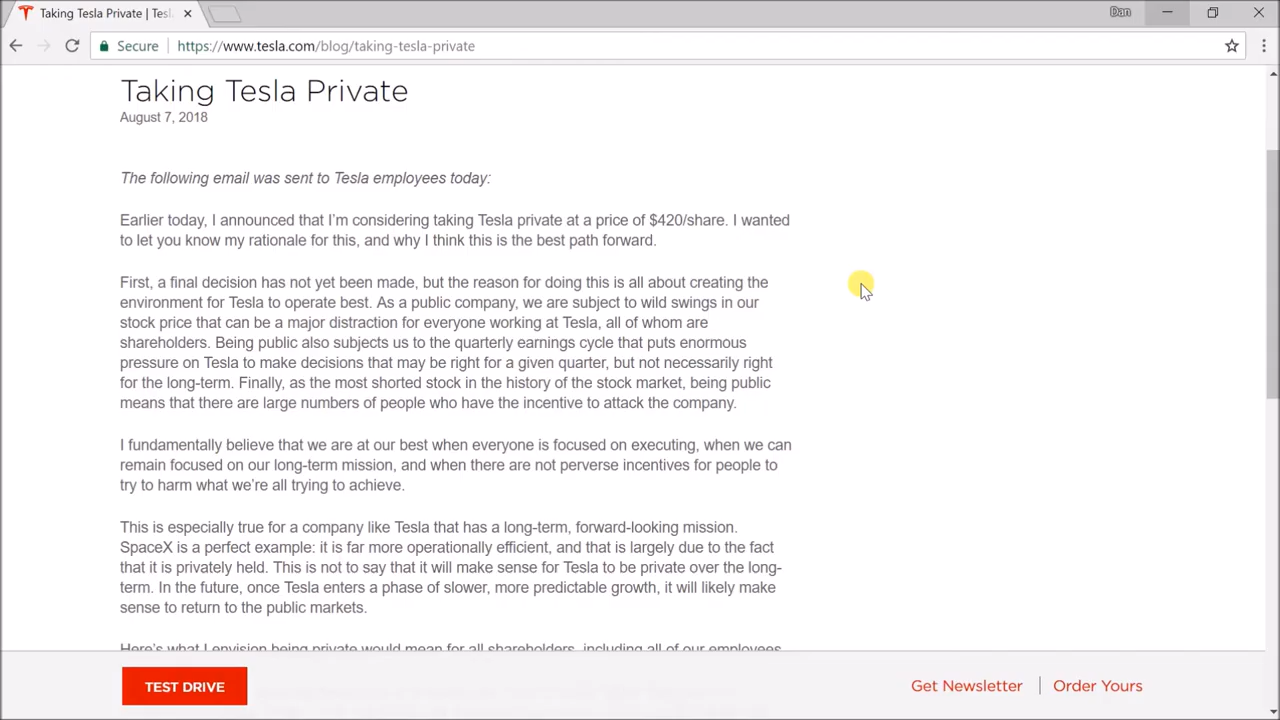 Taking Tesla Private | Tesl
Dan
Secure
https://www.tesla.com/blog/taking-tesla-private
Taking Tesla Private
August 7, 2018
The following email was sent to Tesla employees today:
Earlier today, I announced that I'm considering taking Tesla private at a price of $420/share. I wanted
to let you know my rationale for this, and why I think this is the best path forward.
First, a final decision has not yet been made, but the reason for doing this is all about creating the
environment for Tesla to operate best. As a public company, we are subject to wild swings in our
stock price that can be a major distraction for everyone working at Tesla, all of whom are
shareholders. Being public also subjects us to the quarterly earnings cycle that puts enormous
pressure on Tesla to make decisions that may be right for a given quarter, but not necessarily right
for the long-term. Finally, as the most shorted stock in the history of the stock market, being public
means that there are large numbers of people who have the incentive to attack the company.
I fundamentally believe that we are at our best when everyone is focused on executing, when we can
remain focused on our long-term mission, and when there are not perverse incentives for people to
try to harm what we're all trying to achieve.
This is especially true for a company like Tesla that has a long-term, forward-looking mission.
SpaceX is a perfect example: it is far more operationally efficient, and that is largely due to the fact
that it is privately held. This is not to say that it will make sense for Tesla to be private over the long-
term. In the future, once Tesla enters a phase of slower, more predictable growth, it will likely make
sense to return to the public markets.
Here's what I envision being private would mean for all shareholders, including all of our employees
TEST DRIVE
Get Newsletter
Order Yours